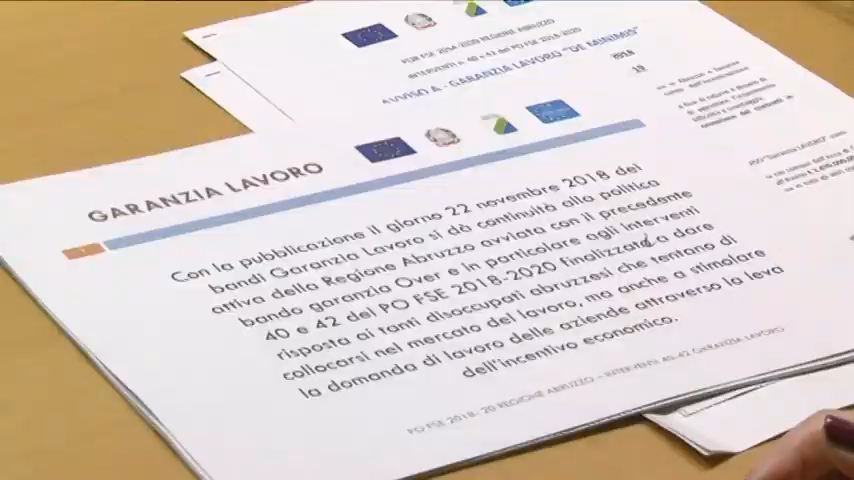 POR FSE 2014-2020 REGIONE ABRUZZO
INTERVENTI n. 40 e 42 del PO FSE 2018-2020
AVVISO A - GARANZIA LAVORO "DE MINIMIS"
2018
GARANZIA LAVORO
Con la pubblicazione il giorno 22 novembre 2018 dei
bandi Garanzia Lavoro si dà continuità alla politica
attiva della Regione Abruzzo avviata con il precedente
bando garanzia Over e in particolare agli interventi
40 e 42 del PO FSE 2018-2020 finalizzato a dare
risposta ai tanti disoccupati abruzzesi che tentano di
collocarsi nel mercato del lavoro, ma anche a stimolare
la domanda di lavoro delle aziende attraverso la leva
dell'incentivo economico.
PO FSE 2018-20 REGIONE ABRUZZO – INTERVENTI 40-42 GARANZIA LAVORO